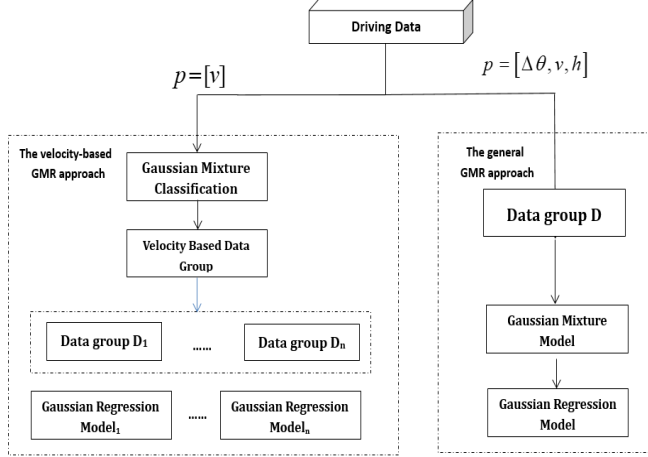 Driving Data
p=[v]
p = [Δθ, v, h]
The velocity-based
GMR approach
Gaussian Mixture
Classification
Velocity Based Data
Group
Data group D₁
......
Data group Dₙ
Gaussian Regression
Model₁
......
Gaussian Regression
Modelₙ
The general
GMR approach
Data group D
Gaussian Mixture
Model
Gaussian Regression
Model